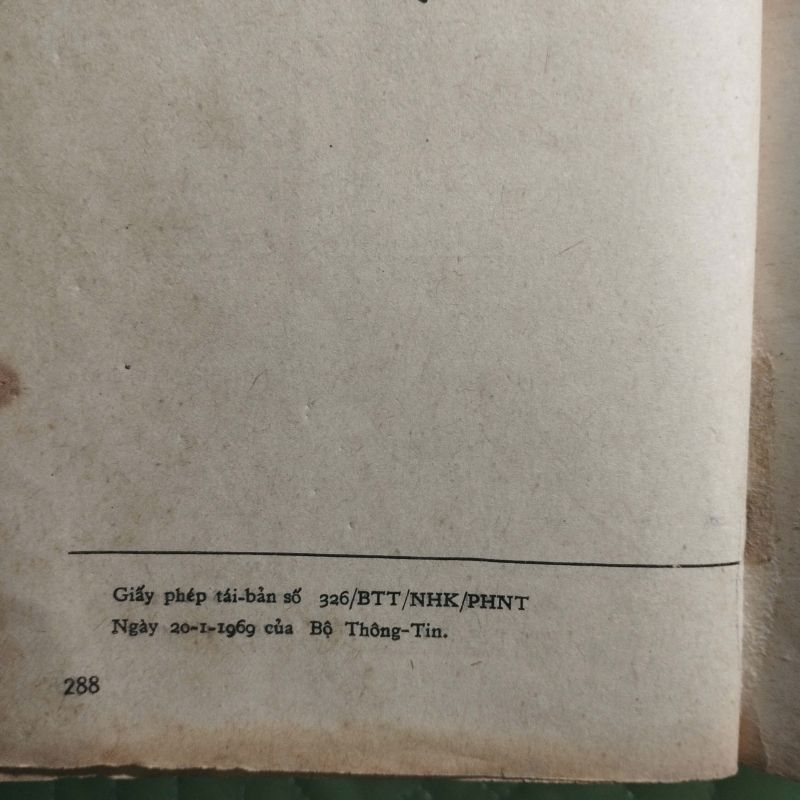 Giấy phép tái-bản số 326/BTT/NHK/PHNT
Ngày 20-1-1969 của Bộ Thông-Tin.
288